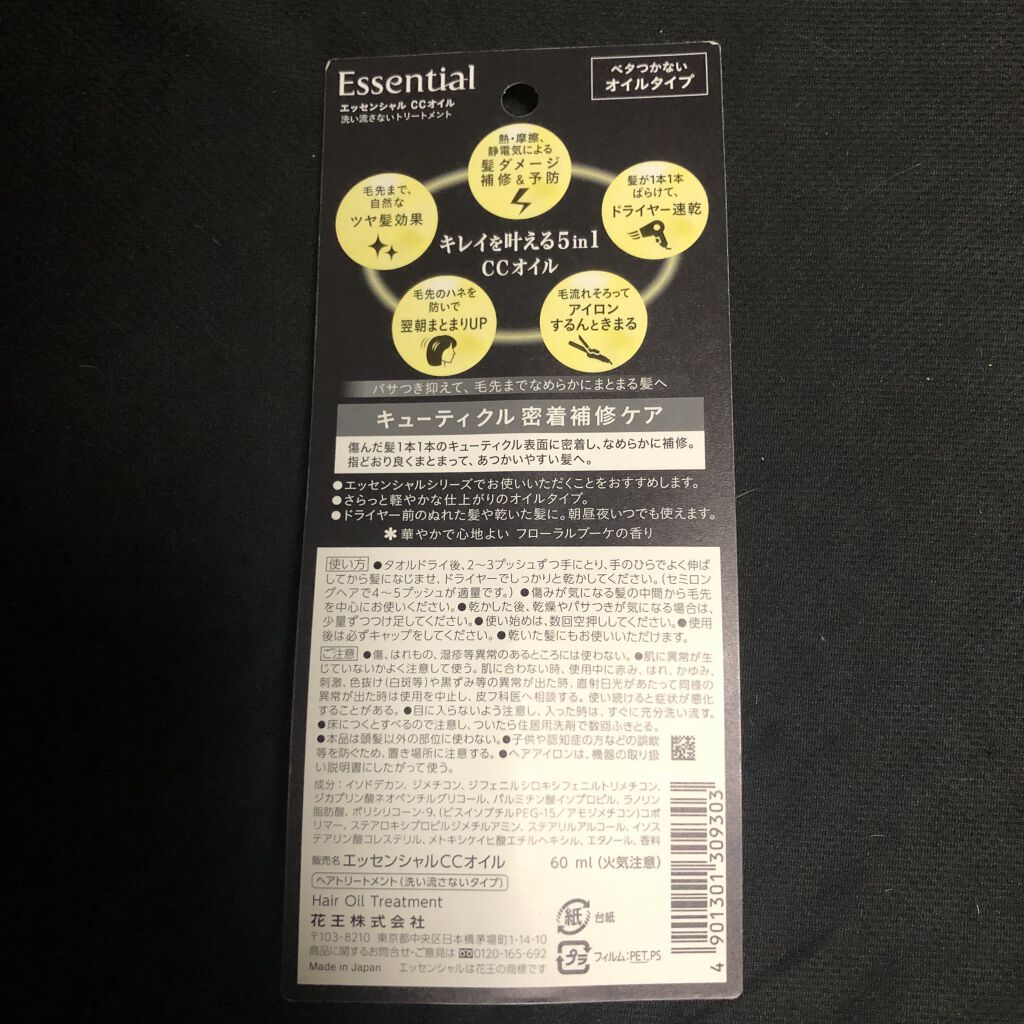 Essential
エッセンシャル CCオイル
洗い流さないトリートメント
ベタつかない
オイルタイプ
熱・摩擦、
静電気による
髪ダメージ
補修&予防
毛先まで、
自然な
ツヤ髪効果
髪が1本1本
ばらけて、
ドライヤー速乾
キレイを叶える5in1
CCオイル
毛先のハネを
防いで
翌朝まとまりUP
毛流れそろって
アイロン
するんときまる
パサつき抑えて、毛先までなめらかにまとまる髪へ
キューティクル 密着補修ケア
傷んだ髪1本1本のキューティクル表面に密着し、なめらかに補修。
指どおり良くまとまって、あつかいやすい髪へ。
●エッセンシャルシリーズでお使いいただくことをおすすめします。
●さらっと軽やかな仕上がりのオイルタイプ。
●ドライヤー前のぬれた髪や乾いた髪に。朝昼夜いつでも使えます。
＊華やかで心地よい フローラルブーケの香り
使い方 ●タオルドライ後、2～3プッシュずつ手にとり、手のひらでよく伸ば
してから髪になじませ、ドライヤーでしっかりと乾かしてください。(セミロン
グヘアで4～5プッシュが適量です。) ●傷みが気になる髪の中間から毛先
を中心にお使いください。●乾かした後、乾燥やパサつきが気になる場合は、
少量ずつつけ足してください。●使い始めは、数回空押ししてください。●使用
後は必ずキャップをしてください。●乾いた髪にもお使いいただけます。
ご注意 ●傷、はれもの、湿疹等異常のあるところには使わない。●肌に異常が生
じていないかよく注意して使う。肌に合わない時、使用中に赤み、はれ、かゆみ、
刺激、色抜け(白斑等)や黒ずみ等の異常が出た時、直射日光があたって同様の
異常が出た時は使用を中止し、皮フ科医へ相談する。使い続けると症状が悪化
することがある。●目に入らないよう注意し、入った時は、すぐに充分洗い流す。
●床につくとすべるので注意し、ついたら住居用洗剤で数回ふきとる。
●本品は頭髪以外の部位に使わない。●子供や認知症の方などの誤飲
等を防ぐため、置き場所に注意する。●ヘアアイロンは、機器の取り扱
い説明書にしたがって使う。
成分：イソドデカン、ジメチコン、ジフェニルシロキシフェニルトリメチコン、
ジカプリン酸ネオペンチルグリコール、パルミチン酸イソプロピル、ラノリン
脂肪酸、ポリシリコーン-9、(ビスイソブチルPEG-15/アモジメチコン)コポ
リマー、ステアロキシプロピルジメチルアミン、ステアリルアルコール、イソス
テアリン酸コレステリル、メトキシケイヒ酸エチルヘキシル、エタノール、香料
販売名 エッセンシャルCCオイル 60 ml (火気注意)
ヘアトリートメント(洗い流さないタイプ)
Hair Oil Treatment
花王株式会社
〒103-8210 東京都中央区日本橋茅場町1-14-10
商品に関するお問合せ・ご意見は 0120-165-692
Made in Japan エッセンシャルは花王の商標です
紙 台紙
プラ フィルム：PET,PS
4 901301 309303